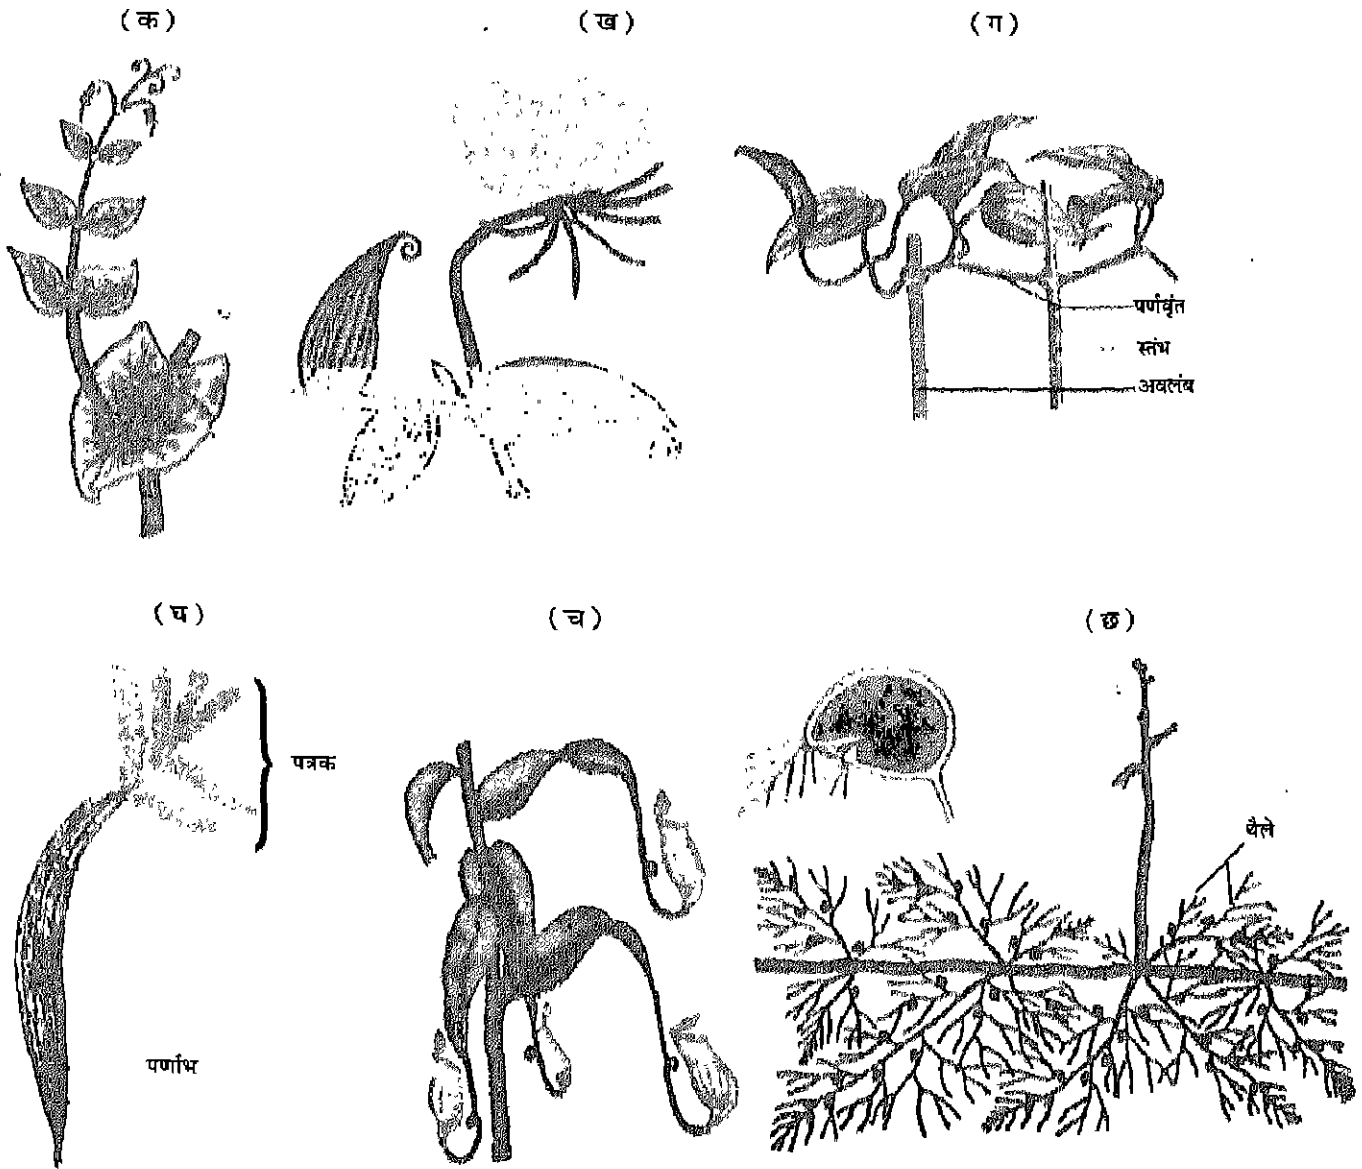 (क)
(ख)
(ग)
पर्णवृंत
स्तंभ
अवलंब
(घ)
(च)
(छ)
पत्रक
थैले
पर्णाभ